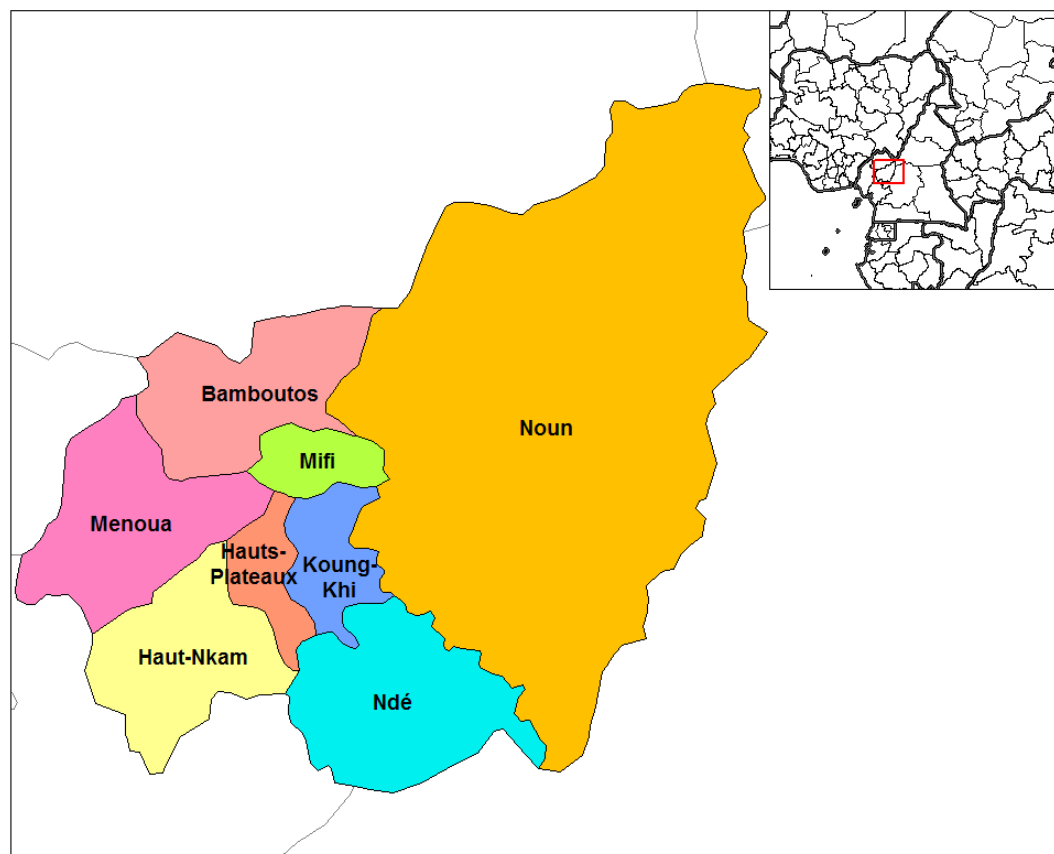 Bamboutos
Noun
Mifi
Menoua
Hauts-
Plateaux
Koung-
Khi
Haut-Nkam
Ndé